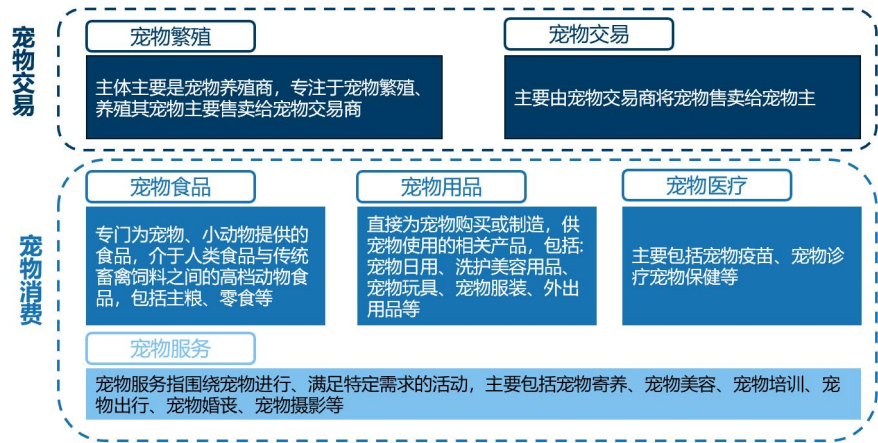 宠物交易
宠物繁殖
主体主要是宠物养殖商，专注于宠物繁殖、
养殖其宠物主要售卖给宠物交易商
宠物交易
主要由宠物交易商将宠物售卖给宠物主
宠物消费
宠物食品
专门为宠物、小动物提供的
食品，介于人类食品与传统
畜禽饲料之间的高档动物食
品，包括主粮、零食等
宠物用品
直接为宠物购买或制造，供
宠物使用的相关产品，包括:
宠物日用、洗护美容用品、
宠物玩具、宠物服装、外出
用品等
宠物医疗
主要包括宠物疫苗、宠物诊
疗宠物保健等
宠物服务
宠物服务指围绕宠物进行、满足特定需求的活动，主要包括宠物寄养、宠物美容、宠物培训、宠
物出行、宠物婚丧、宠物摄影等